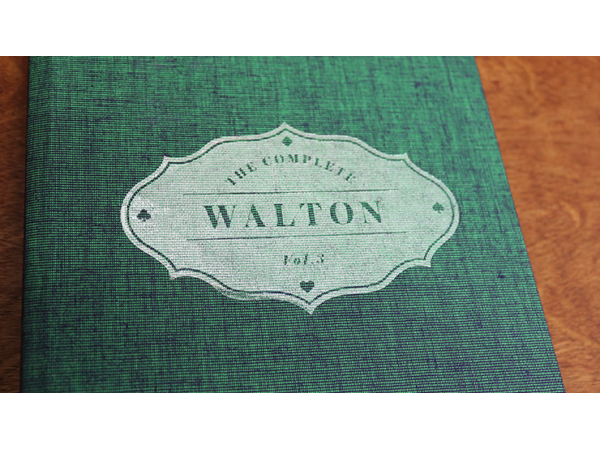 THE COMPLETE
WALTON
Vol.3